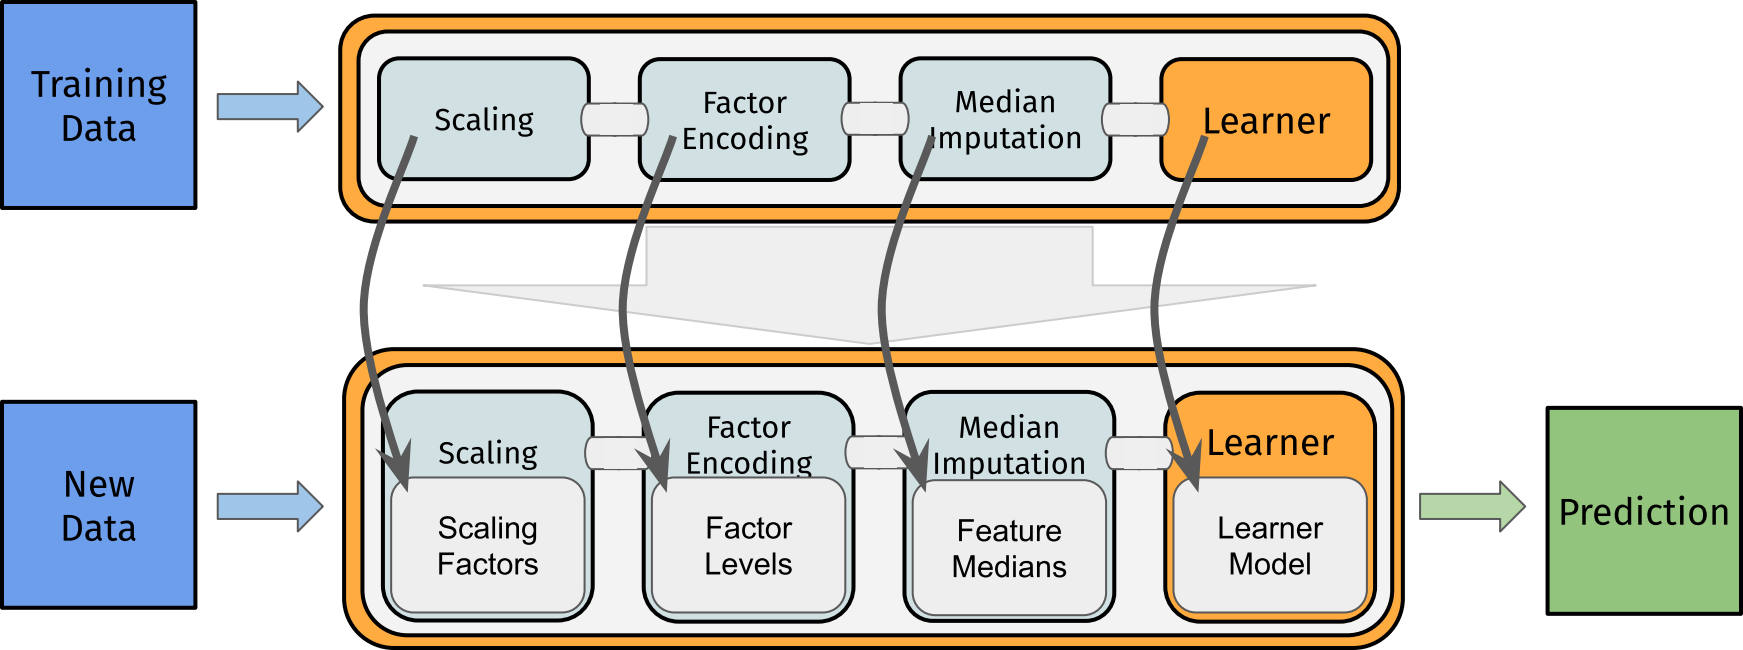 Training
Data
Scaling
Factor
Encoding
Median
Imputation
Learner
New
Data
Scaling
Scaling
Factors
Factor
Encoding
Factor
Levels
Median
Imputation
Feature
Medians
Learner
Learner
Model
Prediction